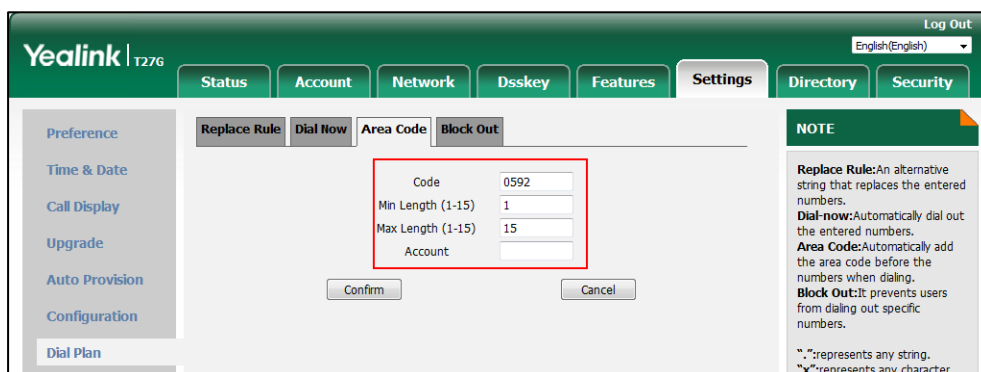 Log Out
Yealink T27G
English(English)
Status Account Network Dsskey Features Settings Directory Security
Preference
Time & Date
Call Display
Upgrade
Auto Provision
Configuration
Dial Plan
Replace Rule Dial Now Area Code Block Out
Code 0592
Min Length (1-15) 1
Max Length (1-15) 15
Account
Confirm Cancel
NOTE
Replace Rule:An alternative
string that replaces the entered
numbers.
Dial-now:Automatically dial out
the entered numbers.
Area Code:Automatically add
the area code before the
numbers when dialing.
Block Out:It prevents users
from dialing out specific
numbers.
".":represents any string.
"x":represents any character